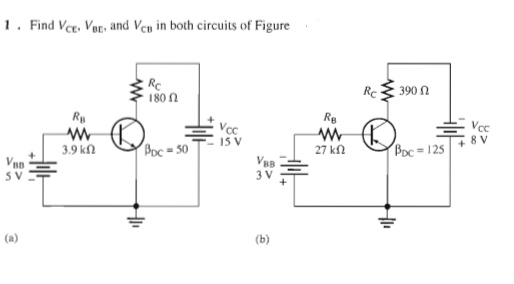 1 . Find VCE, VBE, and VCB in both circuits of Figure
RC
180 Ω
RB
3.9 kΩ
βDC = 50
+
VCC
15 V
–
+
VBB
5 V
–
(a)
RC
390 Ω
RB
27 kΩ
βDC = 125
–
VCC
+ 8 V
–
VBB
3 V
+
(b)